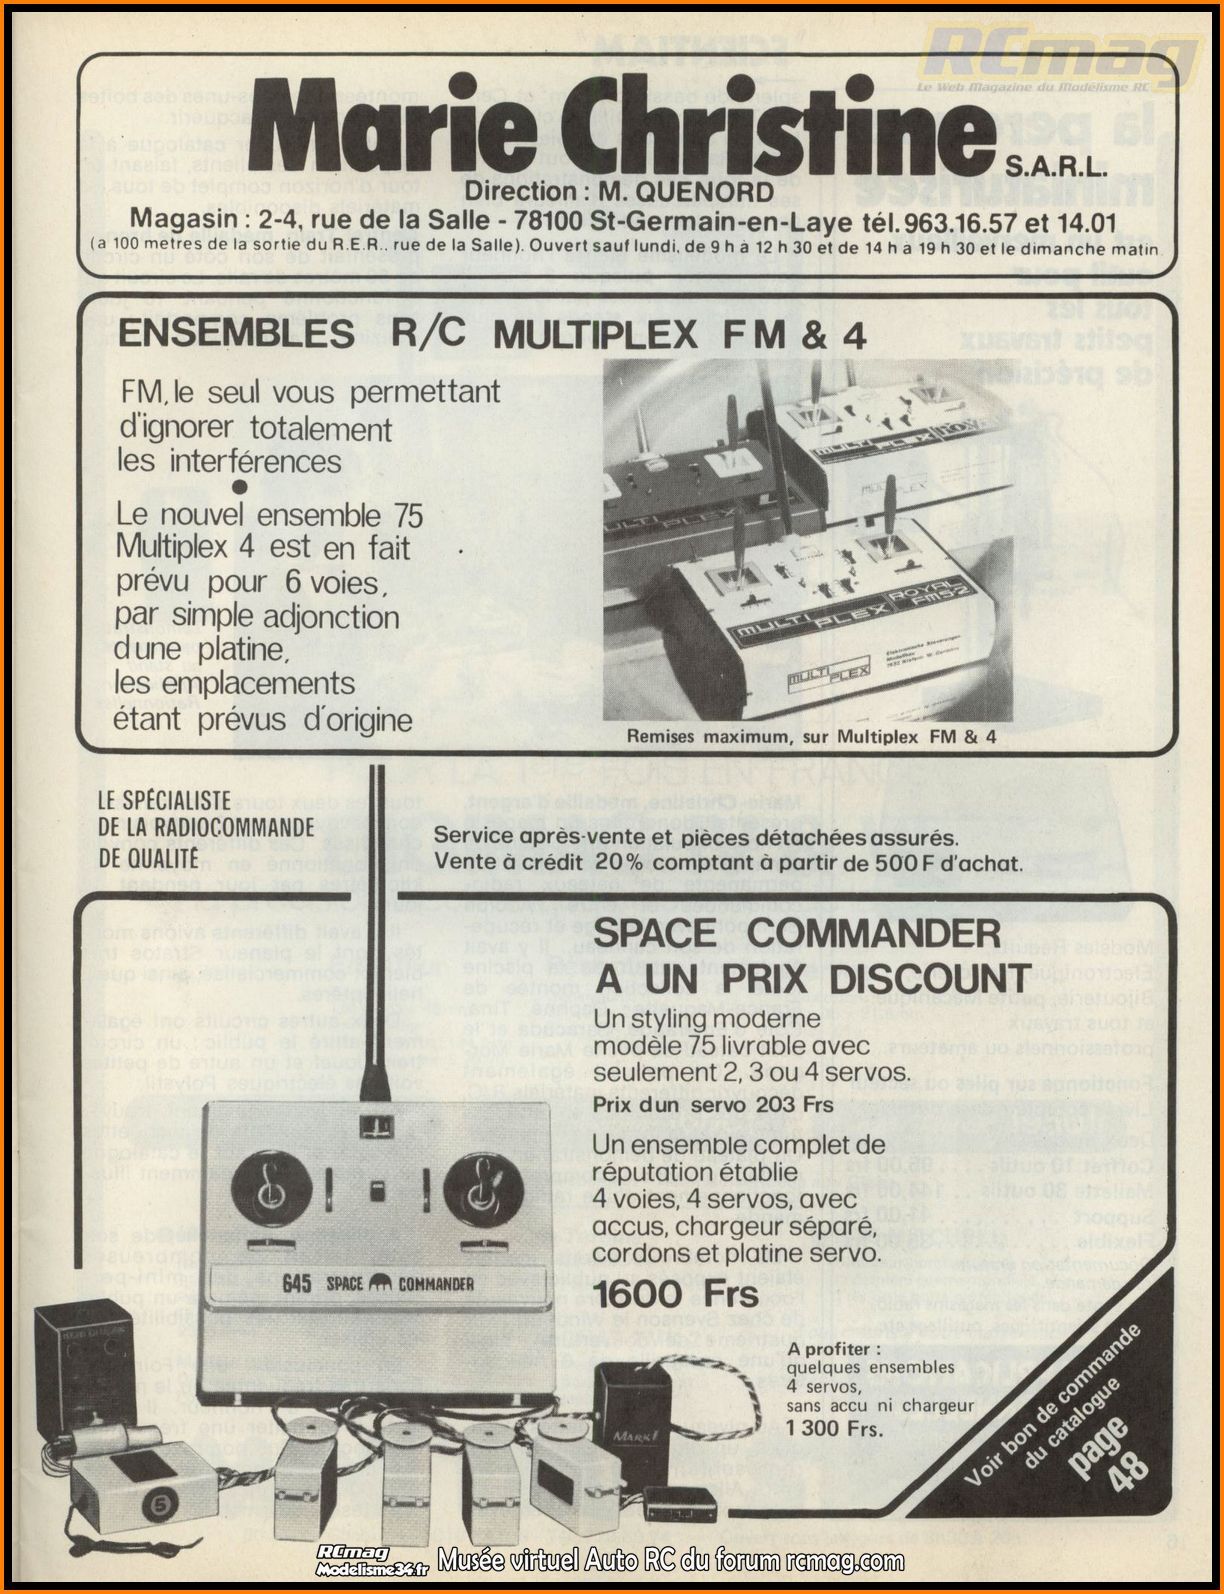 RCmag
Le Web Magazine du Modélisme RC
Marie Christine S.A.R.L.
Direction : M. QUENORD
Magasin : 2-4, rue de la Salle - 78100 St-Germain-en-Laye tél. 963.16.57 et 14.01
(a 100 metres de la sortie du R.E.R.. rue de la Salle). Ouvert sauf lundi, de 9 h à 12 h 30 et de 14 h a 19 h 30 et le dimanche matin.
ENSEMBLES R/C MULTIPLEX FM & 4
FM, le seul vous permettant
d'ignorer totalement
les interférences
●
Le nouvel ensemble 75
Multiplex 4 est en fait
prévu pour 6 voies,
par simple adjonction
d'une platine,
les emplacements
étant prévus d'origine
MULTIPLEX ROYAL
MULTIPLEX
MULTIPLEX
MULTIPLEX ROYAL FM5-2
MULTIPLEX
Remises maximum, sur Multiplex FM & 4
LE SPÉCIALISTE
DE LA RADIOCOMMANDE
DE QUALITÉ
Service après-vente et pièces détachées assurés.
Vente à crédit 20% comptant à partir de 500 F d'achat.
SPACE COMMANDER
A UN PRIX DISCOUNT
Un styling moderne
modèle 75 livrable avec
seulement 2, 3 ou 4 servos.
Prix d'un servo 203 Frs
Un ensemble complet de
réputation établie
4 voies, 4 servos, avec
accus, chargeur séparé,
cordons et platine servo.
1600 Frs
645 SPACE COMMANDER
A profiter :
quelques ensembles
4 servos,
sans accu ni chargeur
1 300 Frs.
MARK I
5
Voir bon de commande
du catalogue
page
48
RCmag
Modelisme34.fr
Musée virtuel Auto RC du forum rcmag.com